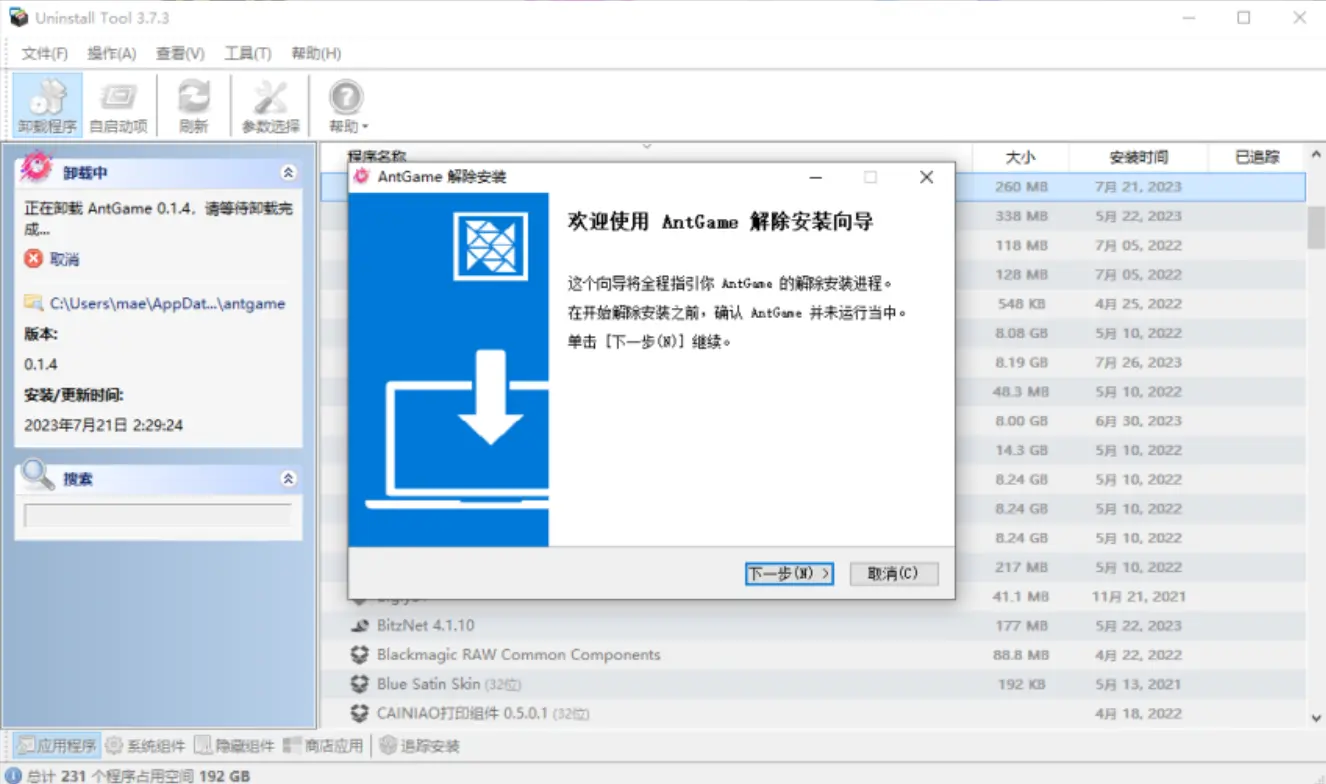 Uninstall Tool 3.7.3
文件(F) 操作(A) 查看(V) 工具(T) 帮助(H)
卸载程序 自启动项 刷新 参数选择 帮助
卸载中
正在卸载 AntGame 0.1.4，请等待卸载完
成...
取消
C:\Users\mae\AppDat...\antgame
版本:
0.1.4
安装/更新时间:
2023年7月21日 2:29:24
搜索
程序名称 大小 安装时间 已追踪
AntGame 解除安装
欢迎使用 AntGame 解除安装向导
这个向导将全程指引你 AntGame 的解除安装进程。
在开始解除安装之前，确认 AntGame 并未运行当中。
单击 [下一步(N)] 继续。
下一步(N) > 取消(C)
260 MB 7月 21, 2023
338 MB 5月 22, 2023
118 MB 7月 05, 2022
128 MB 7月 05, 2022
548 KB 4月 25, 2022
8.08 GB 5月 10, 2022
8.19 GB 7月 26, 2023
48.3 MB 5月 10, 2022
8.00 GB 6月 30, 2023
14.3 GB 5月 10, 2022
8.24 GB 5月 10, 2022
8.24 GB 5月 10, 2022
8.24 GB 5月 10, 2022
217 MB 5月 10, 2022
41.1 MB 11月 21, 2021
BitzNet 4.1.10 177 MB 5月 22, 2023
Blackmagic RAW Common Components 88.8 MB 4月 22, 2022
Blue Satin Skin (32位) 192 KB 5月 13, 2021
CAINIAO打印组件 0.5.0.1 (32位) 4月 18, 2022
应用程序 系统组件 隐藏组件 商店应用 追踪安装
总计 231 个程序占用空间 192 GB